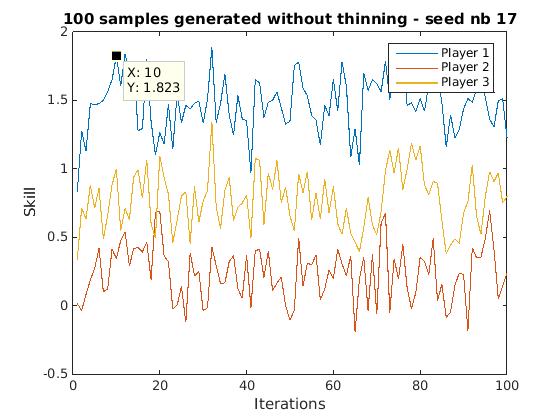 100 samples generated without thinning - seed nb 17
2
1.5
1
0.5
0
-0.5
Skill
X: 10
Y: 1.823
Player 1
Player 2
Player 3
0
20
40
60
80
100
Iterations